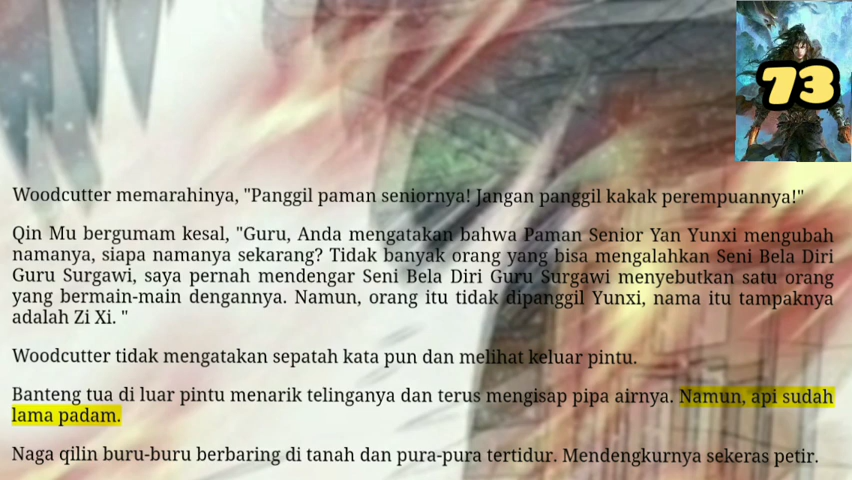 73
Woodcutter memarahinya, "Panggil paman seniornya! Jangan panggil kakak perempuannya!"
Qin Mu bergumam kesal, "Guru, Anda mengatakan bahwa Paman Senior Yan Yunxi mengubah
namanya, siapa namanya sekarang? Tidak banyak orang yang bisa mengalahkan Seni Bela Diri
Guru Surgawi, saya pernah mendengar Seni Bela Diri Guru Surgawi menyebutkan satu orang
yang bermain-main dengannya. Namun, orang itu tidak dipanggil Yunxi, nama itu tampaknya
adalah Zi Xi. "
Woodcutter tidak mengatakan sepatah kata pun dan melihat keluar pintu.
Banteng tua di luar pintu menarik telinganya dan terus mengisap pipa airnya. Namun, api sudah
lama padam.
Naga qilin buru-buru berbaring di tanah dan pura-pura tertidur. Mendengkurnya sekeras petir.